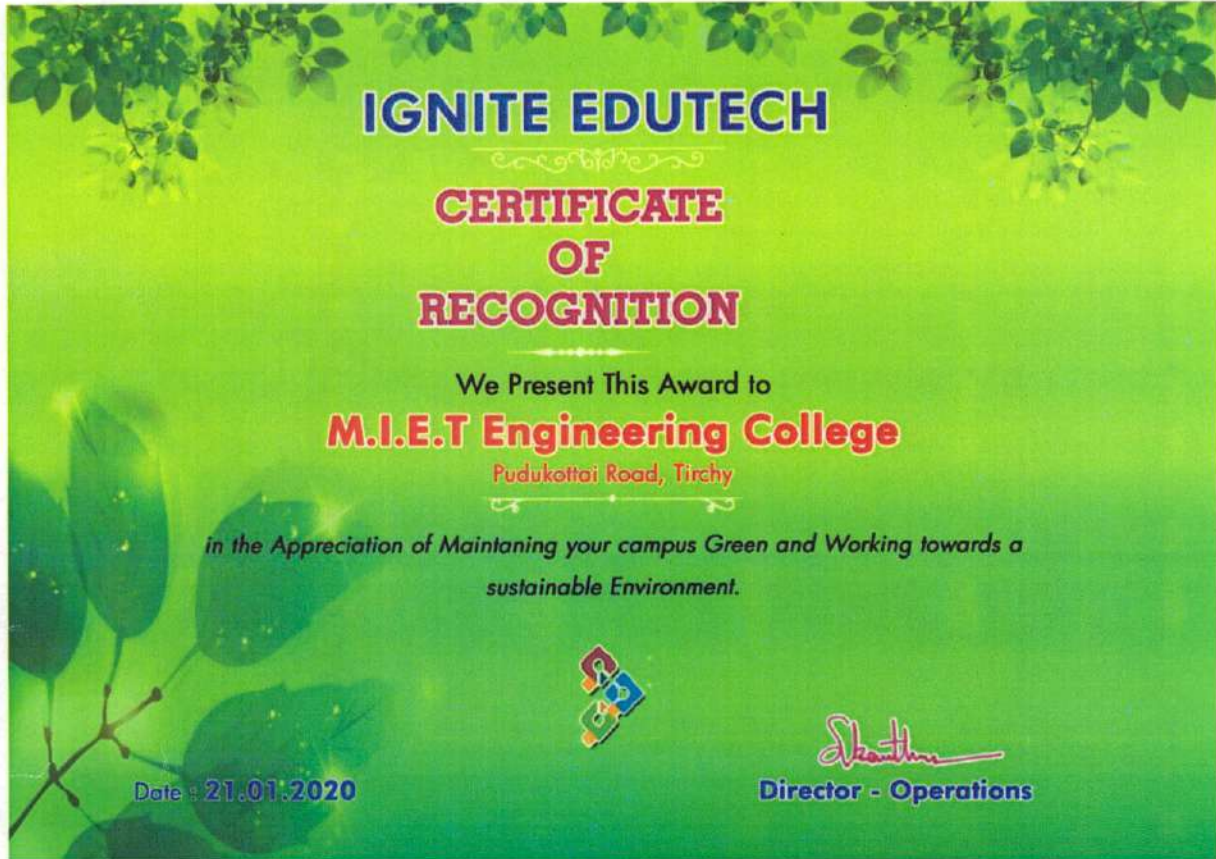 IGNITE EDUTECH
CERTIFICATE
OF
RECOGNITION
We Present This Award to
M.I.E.T Engineering College
Pudukottai Road, Tirchy
in the Appreciation of Maintaning your campus Green and Working towards a
sustainable Environment.
Date : 21.01.2020
Director - Operations